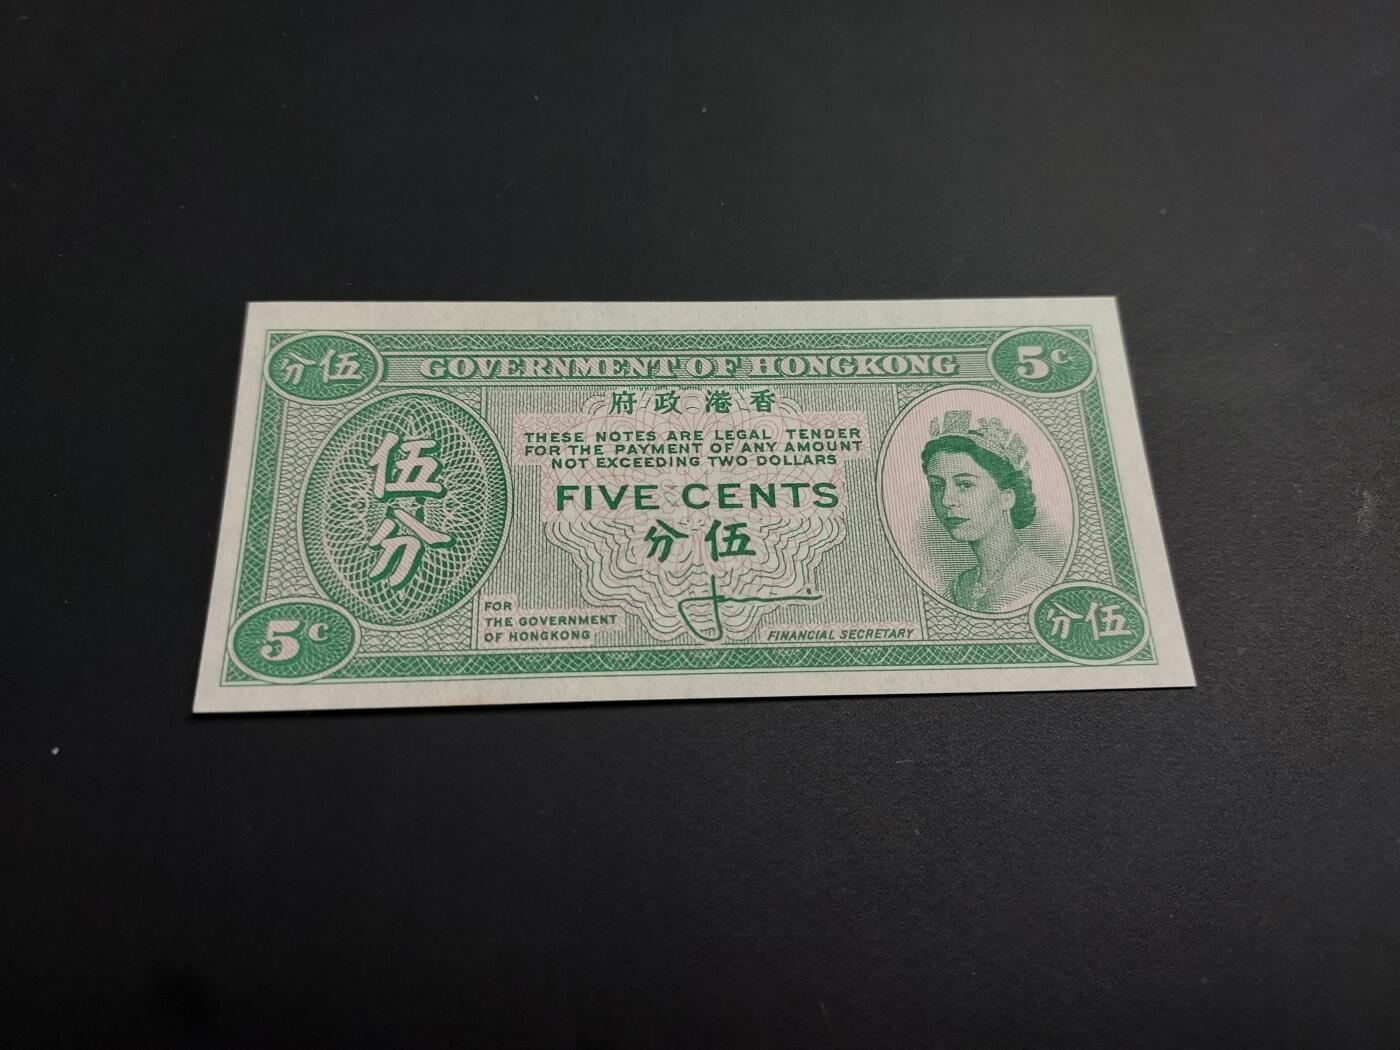 分伍
GOVERNMENT OF HONGKONG
5c
府政港香
THESE NOTES ARE LEGAL TENDER
FOR THE PAYMENT OF ANY AMOUNT
NOT EXCEEDING TWO DOLLARS
伍
分
FIVE CENTS
分伍
FOR
THE GOVERNMENT
OF HONGKONG
FINANCIAL SECRETARY
5c
分伍